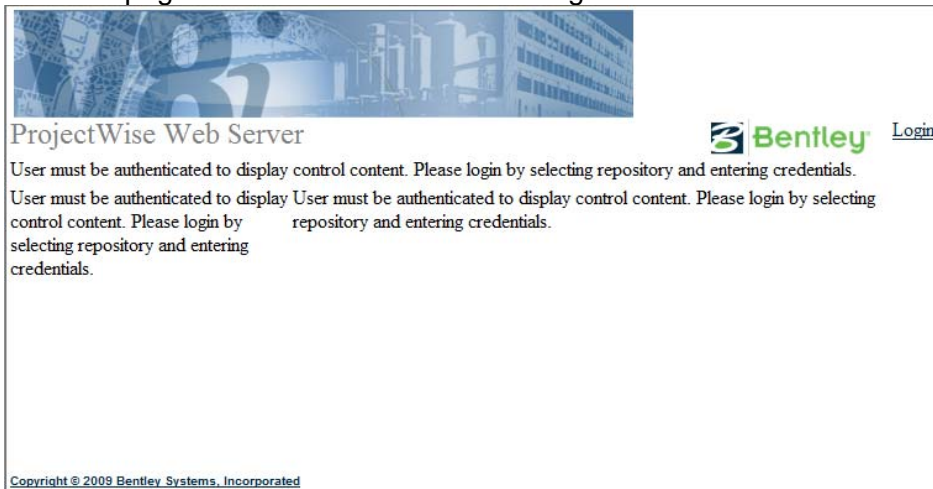 V8i
ProjectWise Web Server
Bentley
Login
User must be authenticated to display control content. Please login by selecting repository and entering credentials.
User must be authenticated to display
control content. Please login by
selecting repository and entering
credentials.
User must be authenticated to display control content. Please login by selecting
repository and entering credentials.
Copyright © 2009 Bentley Systems, Incorporated